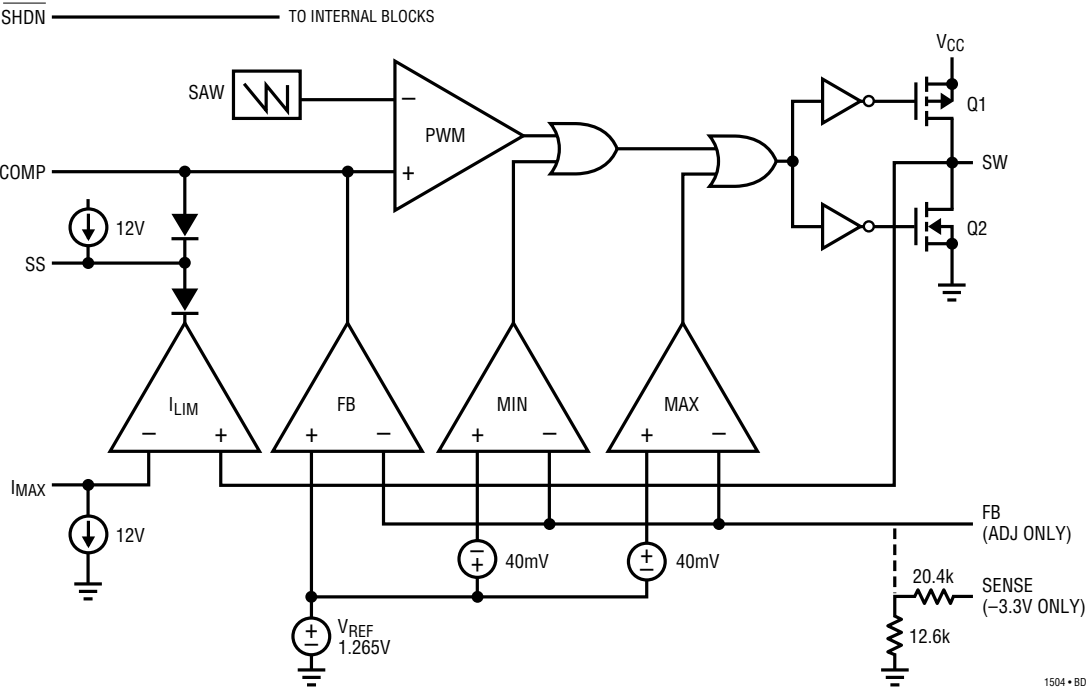 SHDN
TO INTERNAL BLOCKS
VCC
SAW
PWM
Q1
COMP
SW
12V
Q2
SS
ILIM
FB
MIN
MAX
− + + − + − + −
IMAX
12V
FB
(ADJ ONLY)
40mV
40mV
20.4k
SENSE
(–3.3V ONLY)
VREF
1.265V
12.6k
1504 • BD